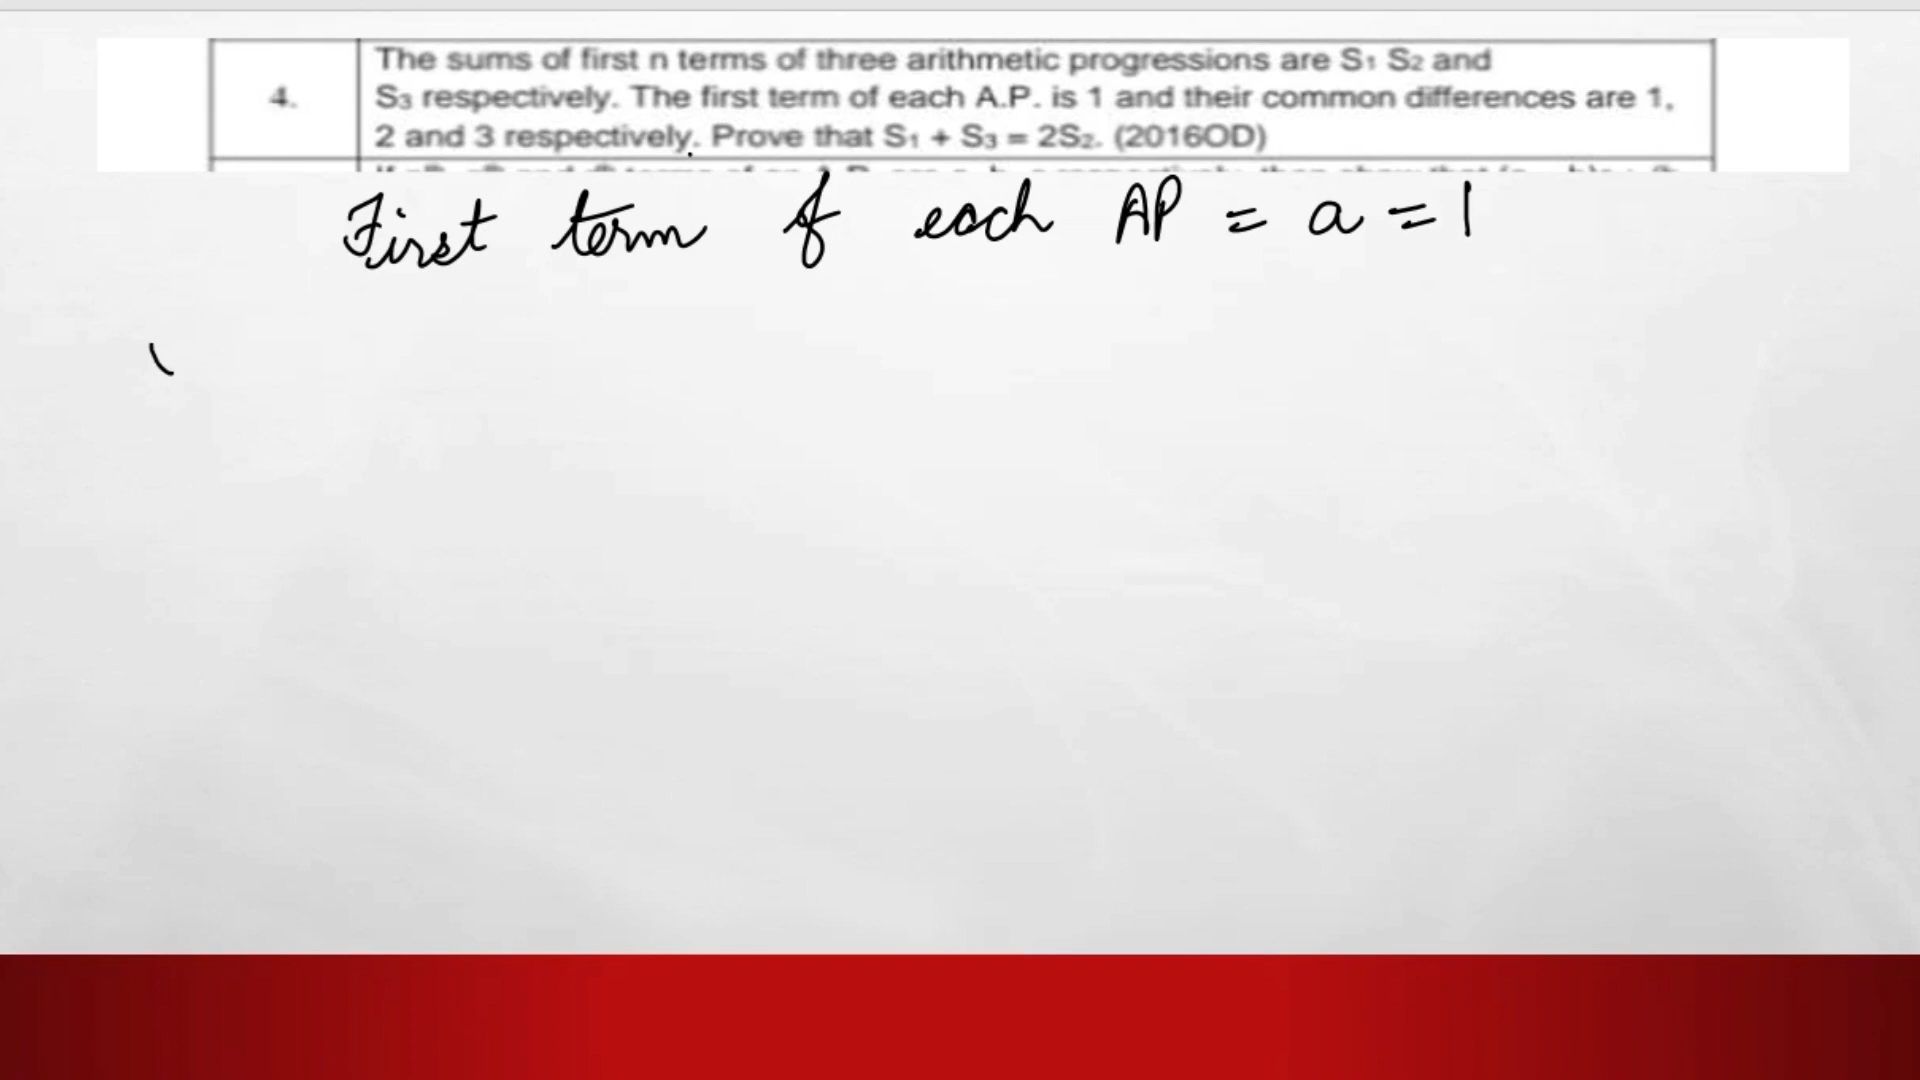 4.
The sums of first n terms of three arithmetic progressions are S₁ S₂ and
S₃ respectively. The first term of each A.P. is 1 and their common differences are 1,
2 and 3 respectively. Prove that S₁ + S₃ = 2S₂. (2016OD)
First term of each AP = a = 1